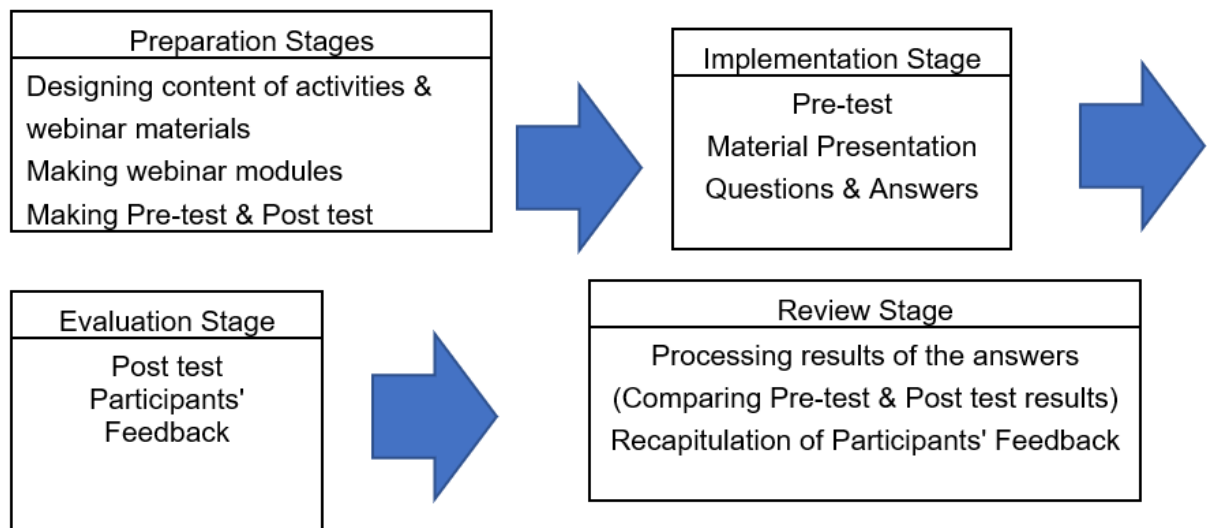 Preparation Stages
Designing content of activities &
webinar materials
Making webinar modules
Making Pre-test & Post test
Implementation Stage
Pre-test
Material Presentation
Questions & Answers
Evaluation Stage
Post test
Participants'
Feedback
Review Stage
Processing results of the answers
(Comparing Pre-test & Post test results)
Recapitulation of Participants' Feedback